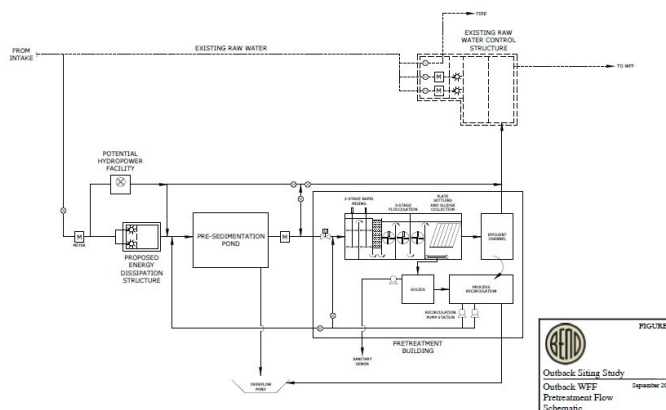 FIRE
EXISTING RAW
WATER CONTROL
STRUCTURE
FROM
INTAKE
EXISTING RAW WATER
TO WFF
M
M
POTENTIAL
HYDROPOWER
FACILITY
2-STAGE RAPID
MIXING
3-STAGE
FLOCCULATION
PLATE
SETTLERS
AND SLUDGE
COLLECTION
M
METER
PRE-SEDIMENTATION
POND
M
EFFLUENT
CHANNEL
PROPOSED
ENERGY
DISSIPATION
STRUCTURE
SOLIDS
PROCESS
RECIRCULATION
RECIRCULATION
PUMP STATION
PRETREATMENT
BUILDING
SANITARY
SEWER
OVERFLOW
POND
FIGURE
BEND
Outback Siting Study
Outback WFF
Pretreatment Flow
Schematic
September 20